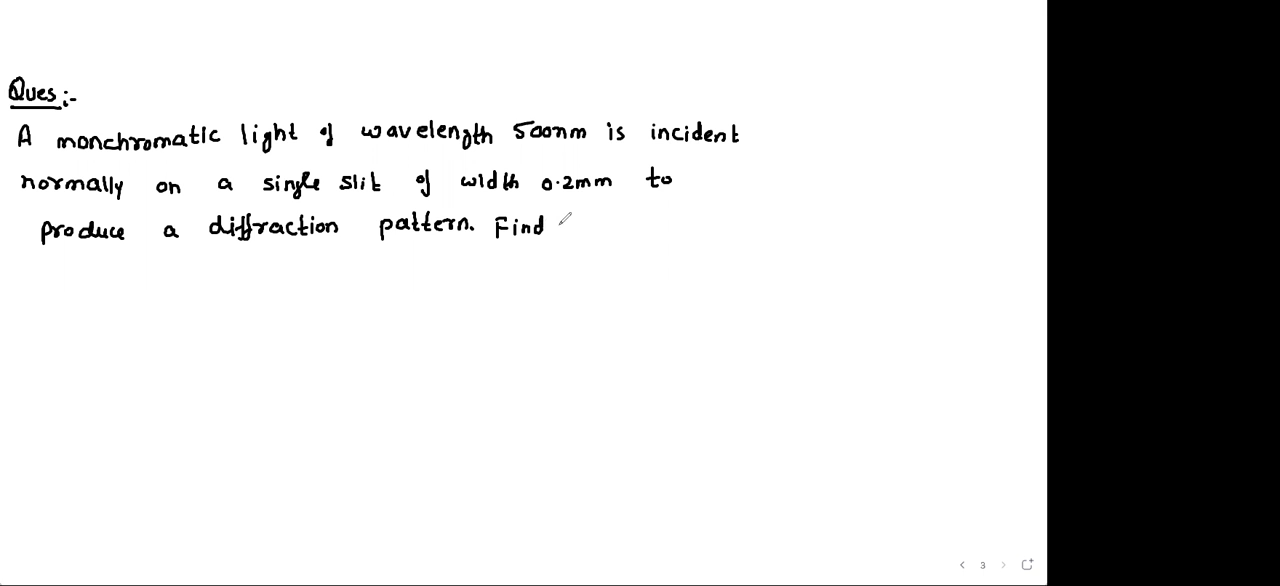 Ques:-
A monochromatic light of wavelength 500nm is incident
normally on a single slit of width 0.2mm to
produce a diffraction pattern. Find
3